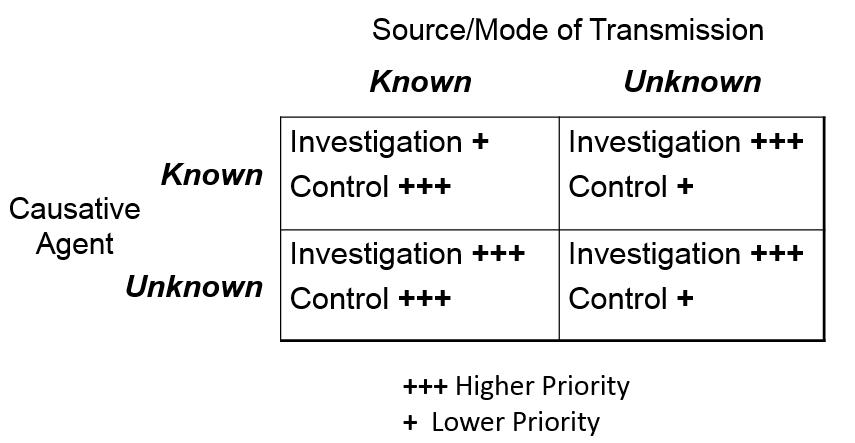 Source/Mode of Transmission
Known
Unknown
Known
Causative
Agent
Unknown
Investigation +
Control +++
Investigation +++
Control +
Investigation +++
Control +++
Investigation +++
Control +
+++ Higher Priority
+ Lower Priority